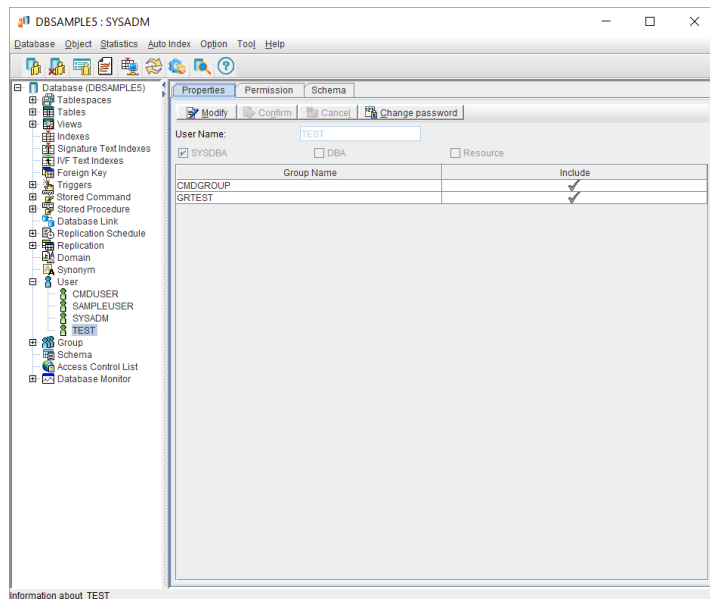 DBSAMPLE5 : SYSADM
Database Object Statistics Auto Index Option Tool Help
Database (DBSAMPLE5)
Tablespaces
Tables
Views
Indexes
Signature Text Indexes
IVF Text Indexes
Foreign Key
Triggers
Stored Command
Stored Procedure
Database Link
Replication Schedule
Replication
Domain
Synonym
User
CMDUSER
SAMPLEUSER
SYSADM
TEST
Group
Schema
Access Control List
Database Monitor
Properties Permission Schema
Modify Confirm Cancel Change password
User Name: TEST
SYSDBA DBA Resource
Group Name Include
CMDGROUP
GRTEST
Information about TEST